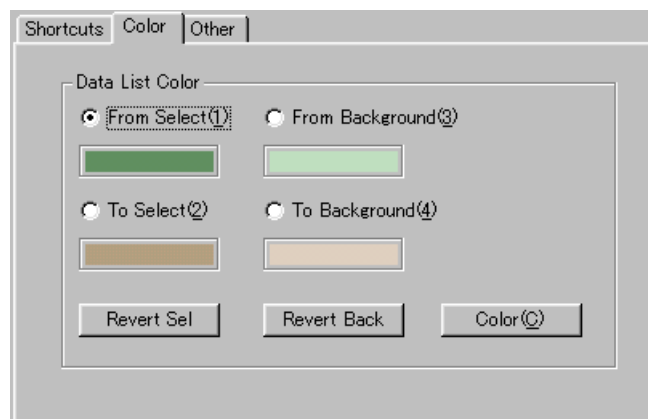 Shortcuts Color Other
Data List Color
From Select(1) From Background(3)
To Select(2) To Background(4)
Revert Sel Revert Back Color(C)